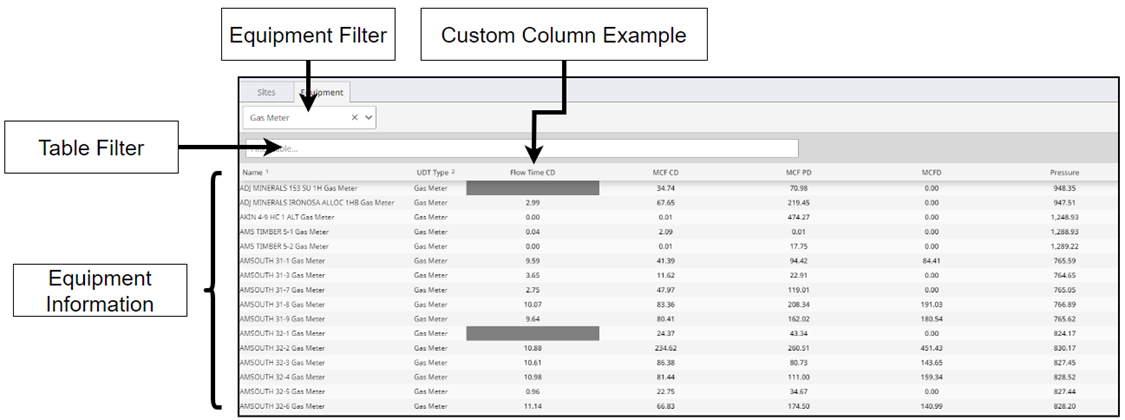 Equipment Filter
Custom Column Example
Sites Equipment
Gas Meter
Table Filter
Name 1 UDT Type 2 Flow Time CD MCF CD MCF PD MCFD Pressure
ADJ MINERALS 153 SU 1H Gas Meter Gas Meter 34.74 70.98 0.00 948.35
ADJ MINERALS IRONOSA ALLOC 1HB Gas Meter Gas Meter 2.99 67.65 219.45 0.00 947.51
AKIN 4-9 HC 1 ALT Gas Meter Gas Meter 0.00 0.01 474.27 0.00 1,248.93
AMS TIMBER 5-1 Gas Meter Gas Meter 0.04 2.09 0.01 0.00 1,288.93
AMS TIMBER 5-2 Gas Meter Gas Meter 0.00 0.01 17.75 0.00 1,289.22
AMSOUTH 31-1 Gas Meter Gas Meter 9.59 41.39 94.42 84.41 765.59
AMSOUTH 31-3 Gas Meter Gas Meter 3.65 11.62 22.91 0.00 764.65
Equipment
Information
AMSOUTH 31-7 Gas Meter Gas Meter 2.75 47.97 119.01 0.00 765.05
AMSOUTH 31-8 Gas Meter Gas Meter 10.07 83.36 208.34 191.03 766.89
AMSOUTH 31-9 Gas Meter Gas Meter 9.64 80.41 162.02 180.54 765.62
AMSOUTH 32-1 Gas Meter Gas Meter 24.37 43.34 0.00 824.17
AMSOUTH 32-2 Gas Meter Gas Meter 10.88 234.62 260.51 451.43 830.17
AMSOUTH 32-3 Gas Meter Gas Meter 10.61 86.38 80.73 143.65 827.45
AMSOUTH 32-4 Gas Meter Gas Meter 10.98 81.44 111.00 159.34 828.52
AMSOUTH 32-5 Gas Meter Gas Meter 0.96 22.75 34.67 0.00 827.44
AMSOUTH 32-6 Gas Meter Gas Meter 11.14 66.83 174.50 140.99 828.20